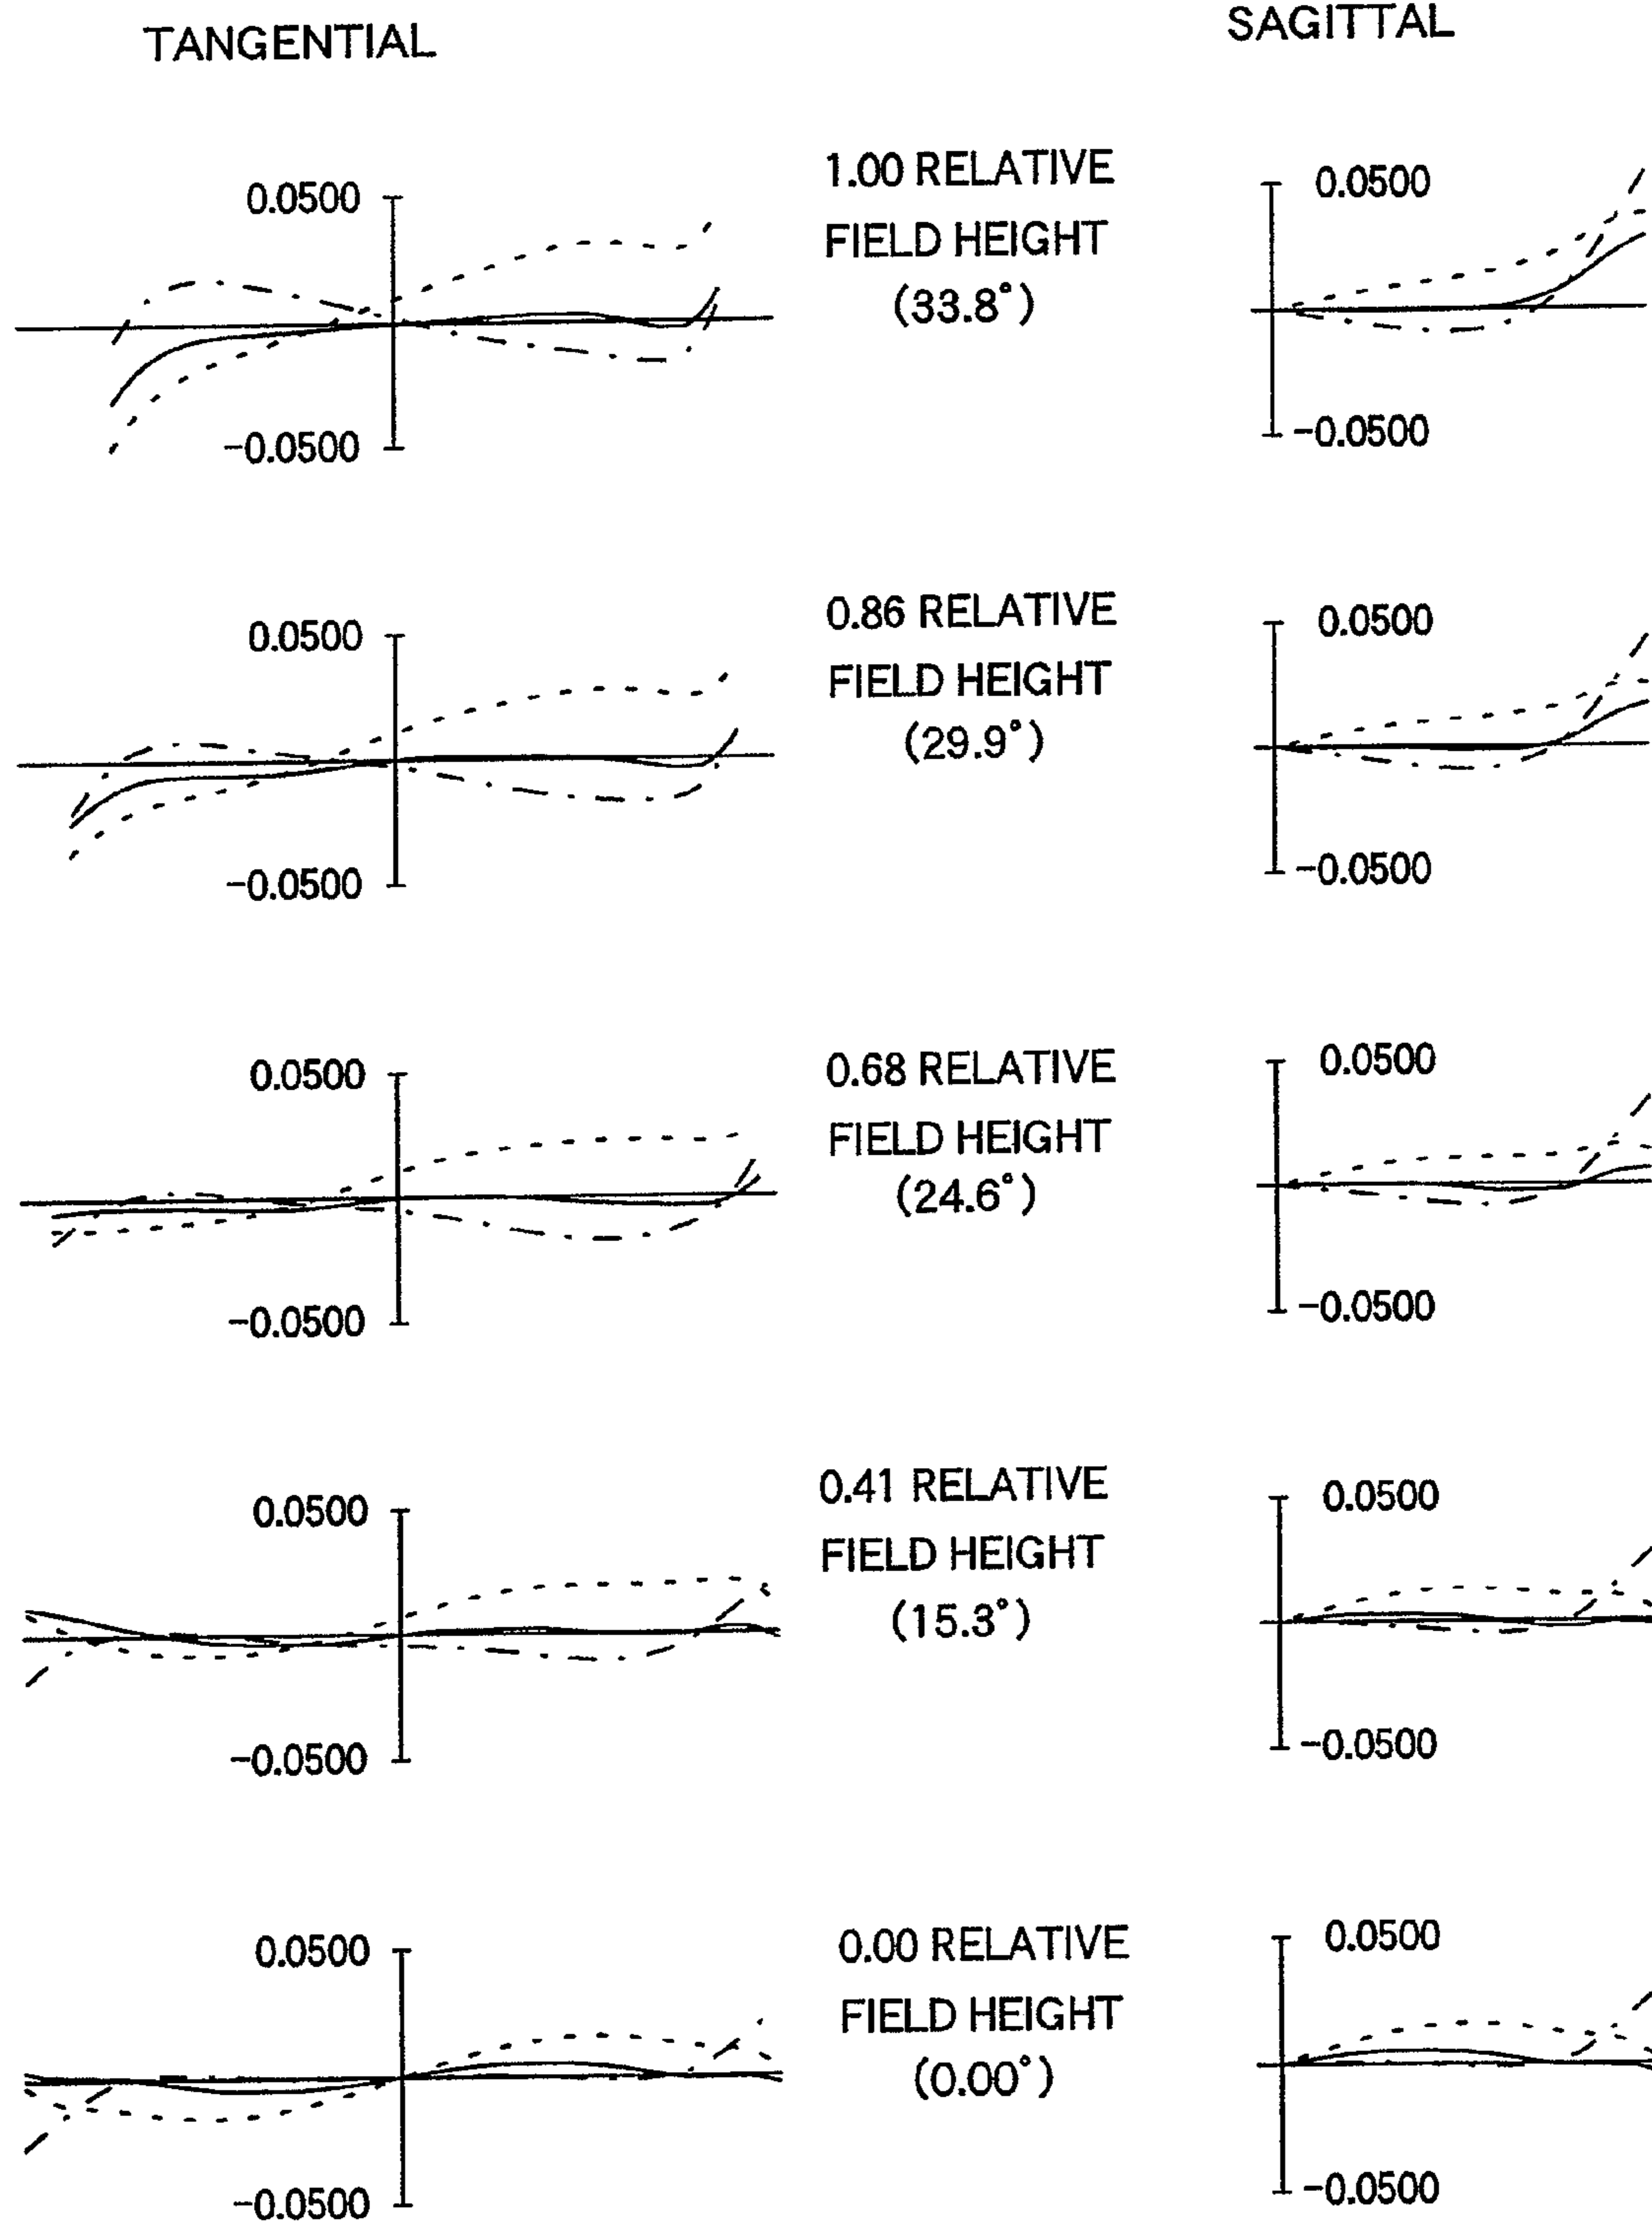 TANGENTIAL
SAGITTAL
0.0500
1.00 RELATIVE
FIELD HEIGHT
(33.8°)
0.0500
-0.0500
-0.0500
0.0500
0.86 RELATIVE
FIELD HEIGHT
(29.9°)
0.0500
-0.0500
-0.0500
0.0500
0.68 RELATIVE
FIELD HEIGHT
(24.6°)
0.0500
-0.0500
-0.0500
0.0500
0.41 RELATIVE
FIELD HEIGHT
(15.3°)
0.0500
-0.0500
-0.0500
0.0500
0.00 RELATIVE
FIELD HEIGHT
(0.00°)
0.0500
-0.0500
-0.0500